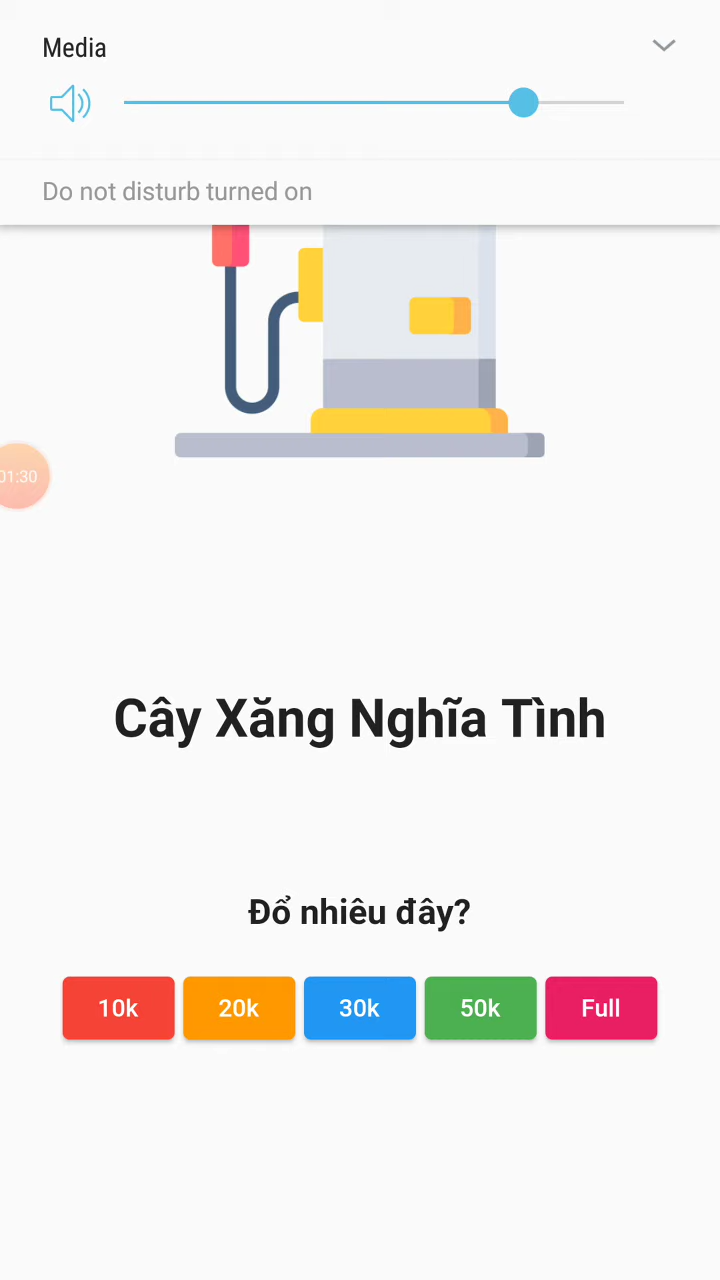 Media
Do not disturb turned on
01:30
Cây Xăng Nghĩa Tình
Đổ nhiêu đây?
10k 20k 30k 50k Full